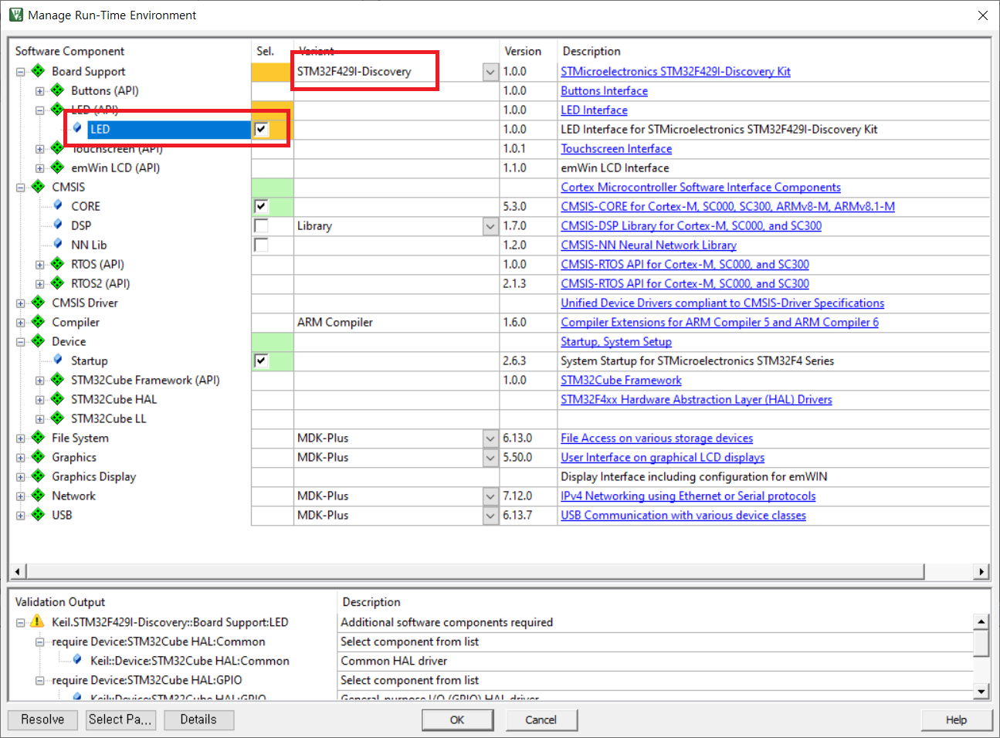 Manage Run-Time Environment
Software Component Sel. Variant Version Description
Board Support STM32F429I-Discovery 1.0.0 STMicroelectronics STM32F429I-Discovery Kit
Buttons (API) 1.0.0 Buttons Interface
LED (API) 1.0.0 LED Interface
LED 1.0.0 LED Interface for STMicroelectronics STM32F429I-Discovery Kit
Touchscreen (API) 1.0.1 Touchscreen Interface
emWin LCD (API) 1.1.0 emWin LCD Interface
CMSIS Cortex Microcontroller Software Interface Components
CORE 5.3.0 CMSIS-CORE for Cortex-M, SC000, SC300, ARMv8-M, ARMv8.1-M
DSP Library 1.7.0 CMSIS-DSP Library for Cortex-M, SC000, and SC300
NN Lib 1.2.0 CMSIS-NN Neural Network Library
RTOS (API) 1.0.0 CMSIS-RTOS API for Cortex-M, SC000, and SC300
RTOS2 (API) 2.1.3 CMSIS-RTOS API for Cortex-M, SC000, and SC300
CMSIS Driver Unified Device Drivers compliant to CMSIS-Driver Specifications
Compiler ARM Compiler 1.6.0 Compiler Extensions for ARM Compiler 5 and ARM Compiler 6
Device Startup, System Setup
Startup 2.6.3 System Startup for STMicroelectronics STM32F4 Series
STM32Cube Framework (API) 1.0.0 STM32Cube Framework
STM32Cube HAL STM32F4xx Hardware Abstraction Layer (HAL) Drivers
STM32Cube LL
File System MDK-Plus 6.13.0 File Access on various storage devices
Graphics MDK-Plus 5.50.0 User Interface on graphical LCD displays
Graphics Display Display Interface including configuration for emWIN
Network MDK-Plus 7.12.0 IPv4 Networking using Ethernet or Serial protocols
USB MDK-Plus 6.13.7 USB Communication with various device classes
Validation Output Description
Keil.STM32F429I-Discovery::Board Support:LED Additional software components required
require Device:STM32Cube HAL:Common Select component from list
Keil::Device:STM32Cube HAL:Common Common HAL driver
require Device:STM32Cube HAL:GPIO Select component from list
Keil::Device:STM32Cube HAL:GPIO General-purpose I/O (GPIO) HAL driver
Resolve Select Pa... Details OK Cancel Help